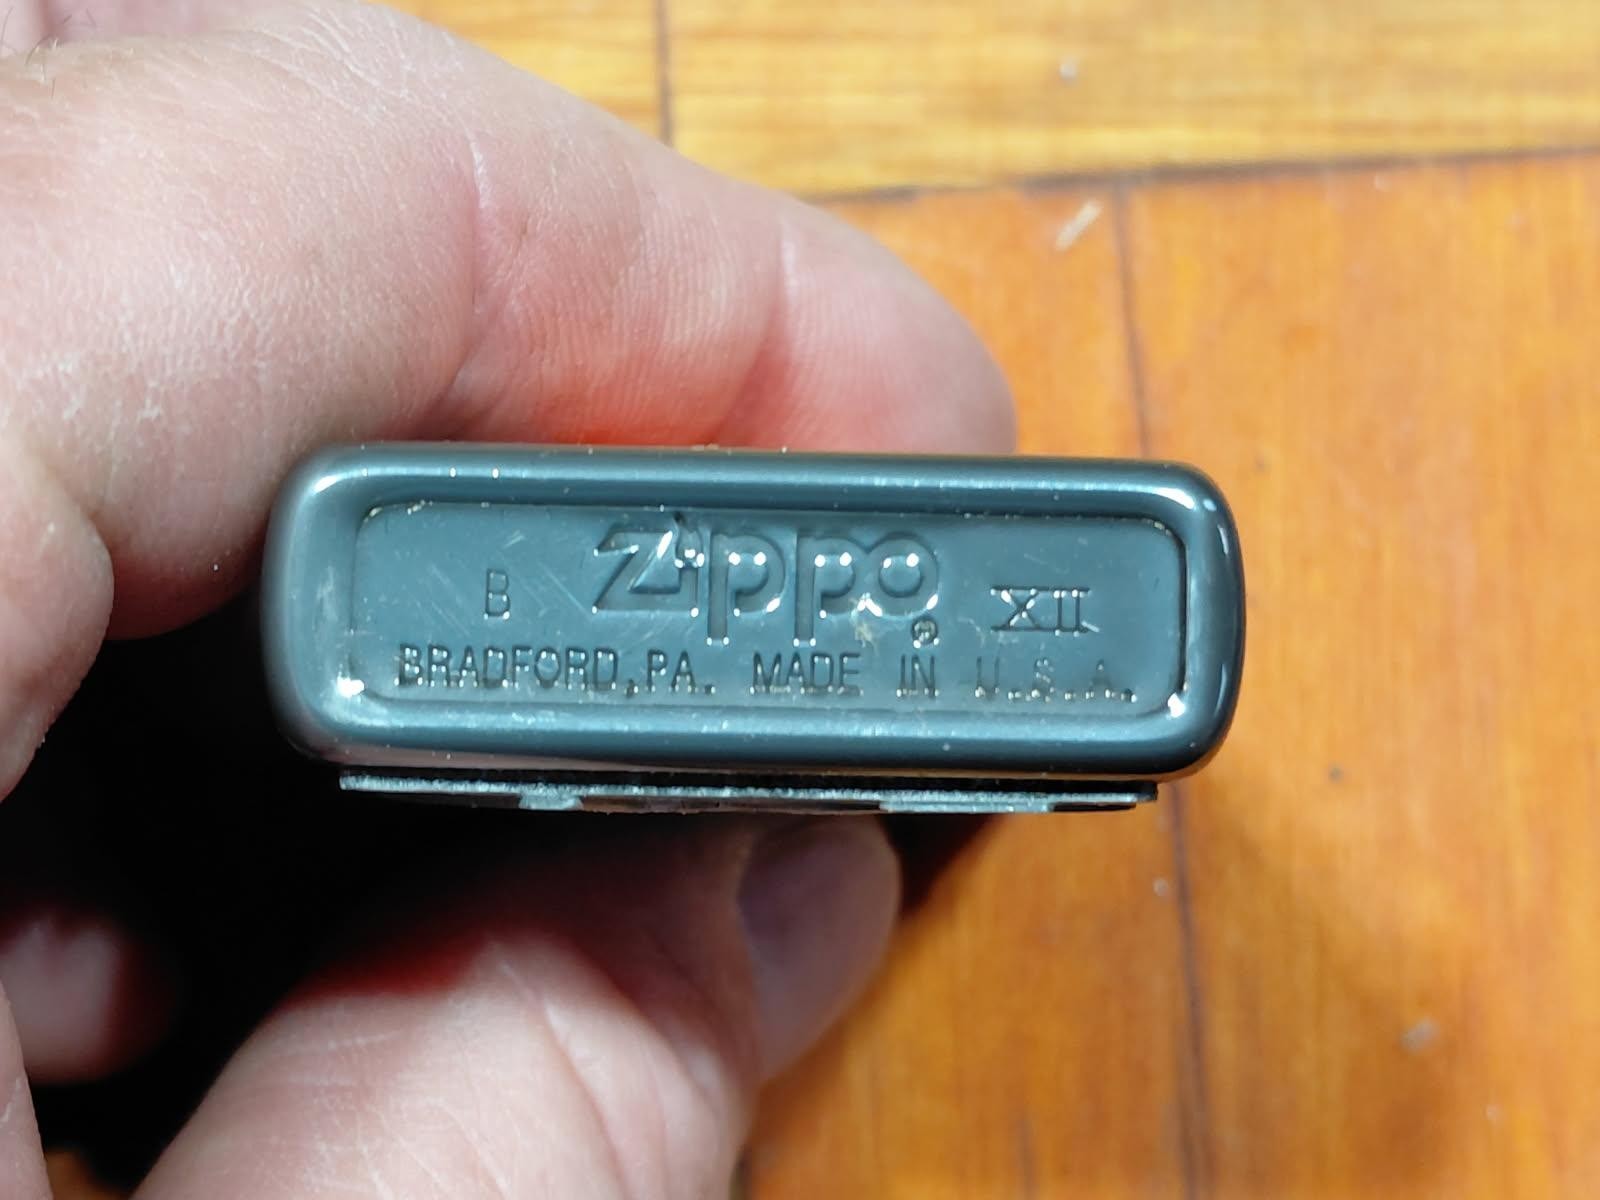 B Zippo ® XII
BRADFORD, PA. MADE IN U.S.A.